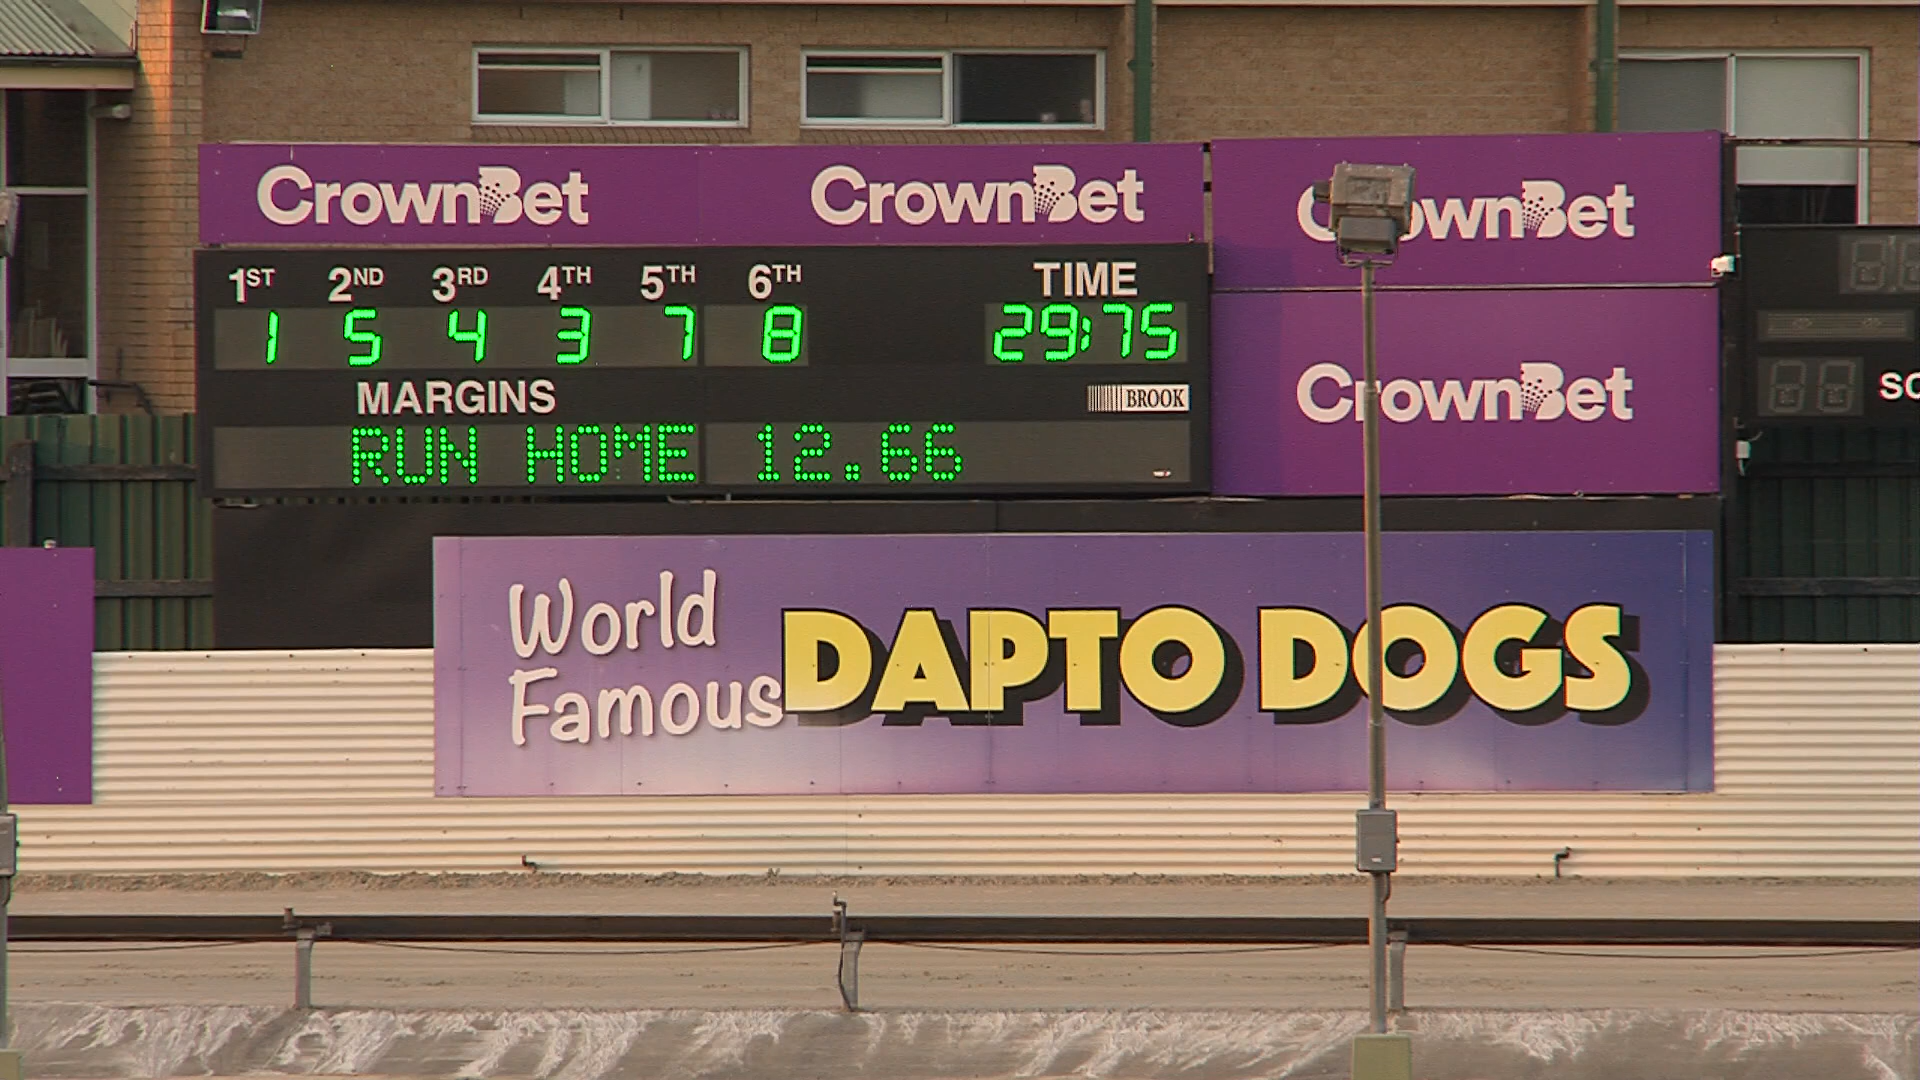 CrownBet CrownBet CrownBet
1ST 2ND 3RD 4TH 5TH 6TH TIME
1 5 4 3 7 8 29:75
CrownBet
MARGINS BROOK
RUN HOME 12.66
World
Famous DAPTO DOGS